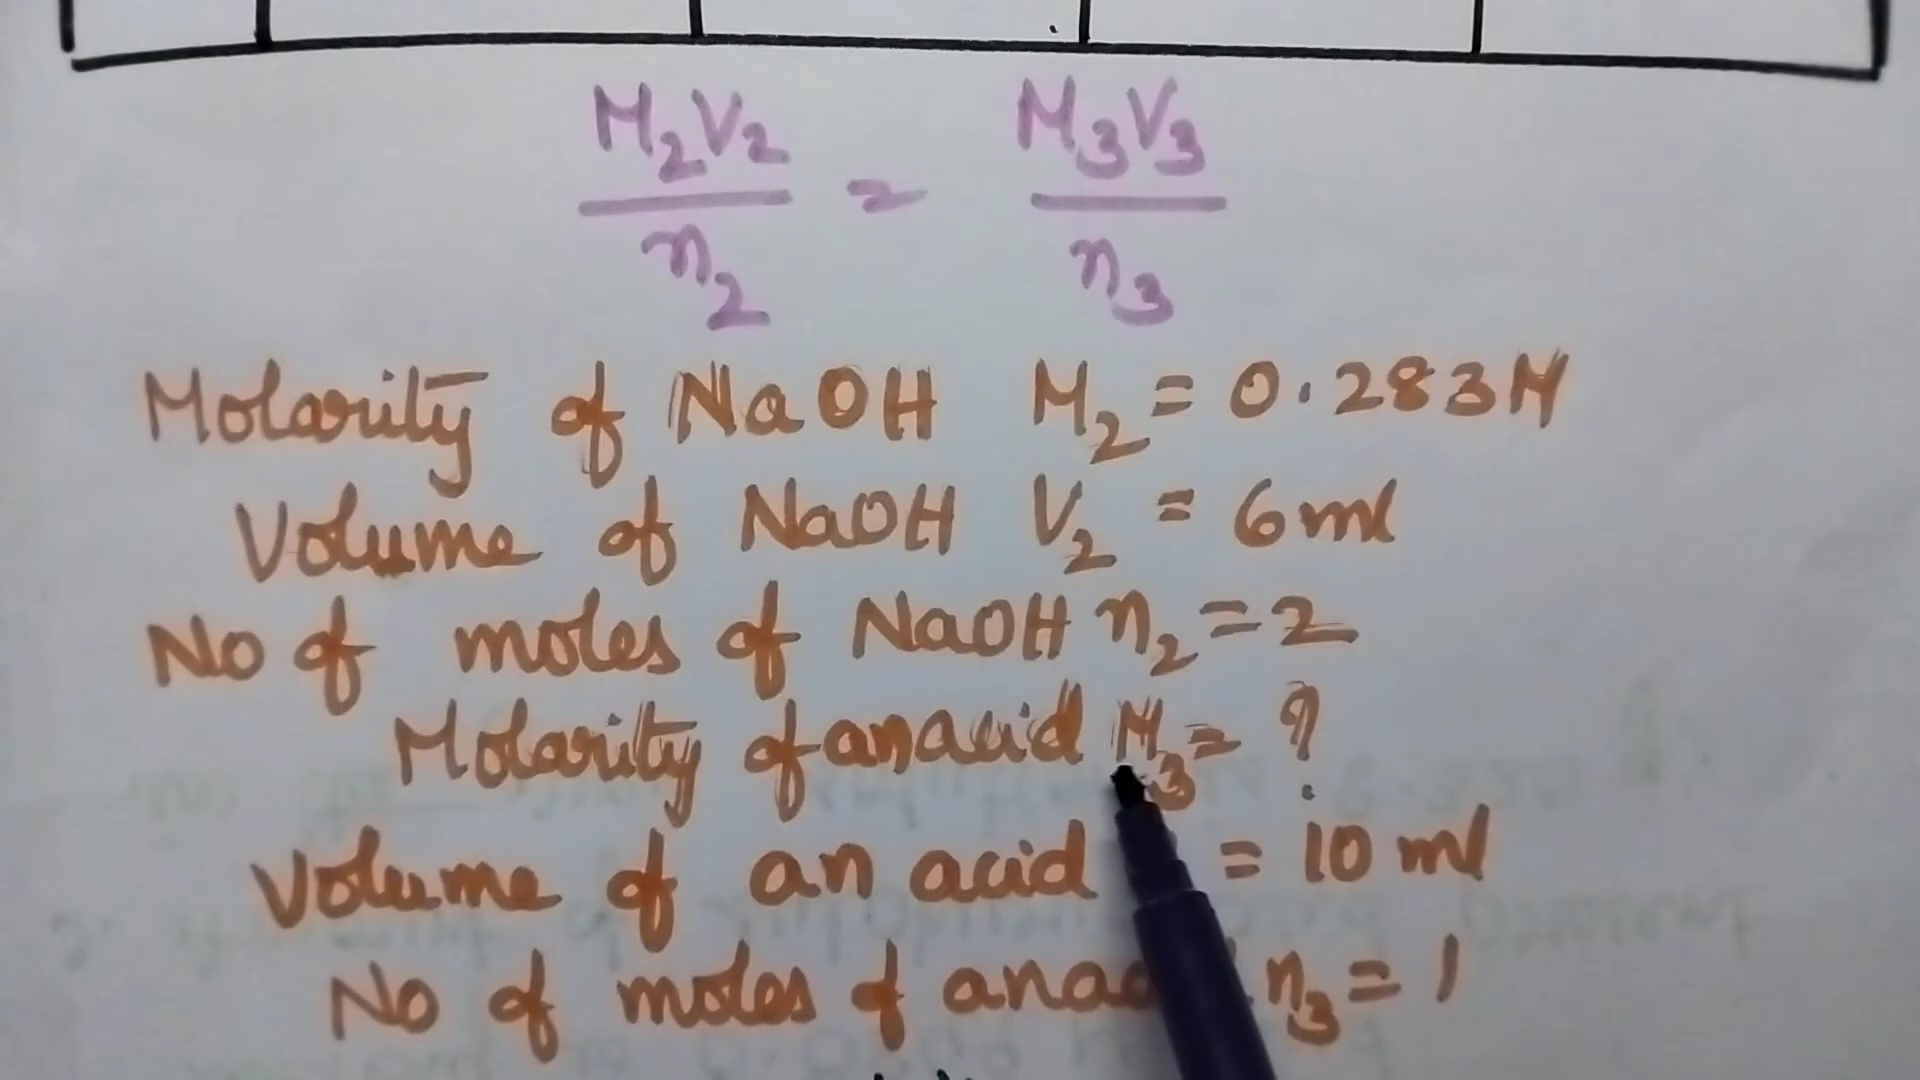 M₂V₂ = M₃V₃
n₂ n₃
Molarity of NaOH M₂ = 0.283M
Volume of NaOH V₂ = 6ml
No of moles of NaOH n₂ = 2
Molarity of an acid M₃ = ?
Volume of an acid = 10 ml
No of moles of an n₃ = 1